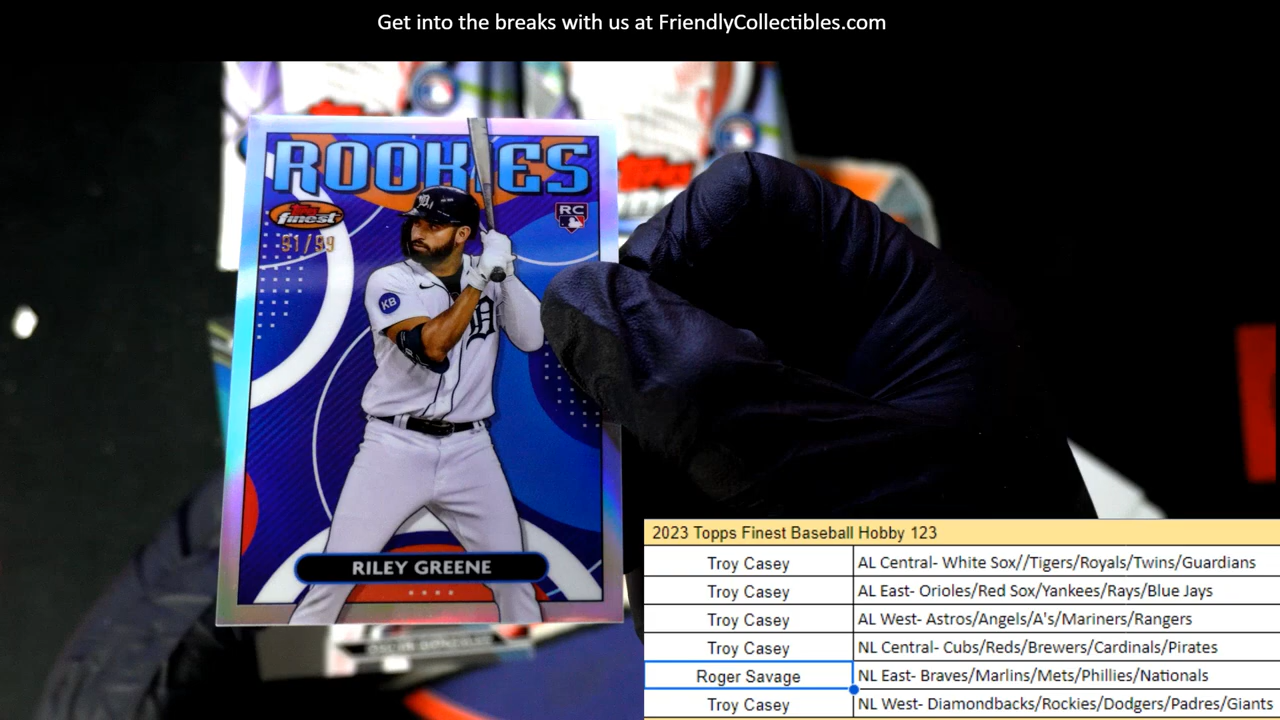 Get into the breaks with us at FriendlyCollectibles.com
ROOKIES
Topps
finest
RC
91/99
KB
D
D
RILEY GREENE
2023 Topps Finest Baseball Hobby 123
Troy Casey AL Central- White Sox//Tigers/Royals/Twins/Guardians
Troy Casey AL East- Orioles/Red Sox/Yankees/Rays/Blue Jays
Troy Casey AL West- Astros/Angels/A's/Mariners/Rangers
Troy Casey NL Central- Cubs/Reds/Brewers/Cardinals/Pirates
Roger Savage NL East- Braves/Marlins/Mets/Phillies/Nationals
Troy Casey NL West- Diamondbacks/Rockies/Dodgers/Padres/Giants